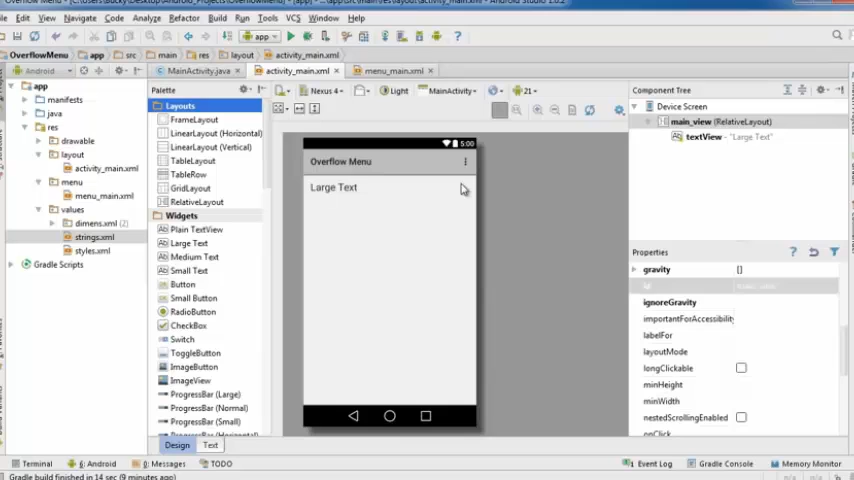 Overflow Menu - [C:\Users\Bucky\Desktop\Android_Projects\OverflowMenu] - [app] - ...\app\src\main\res\layout\activity_main.xml - Android Studio 1.0.2
Edit View Navigate Code Analyze Refactor Build Run Tools VCS Window Help
app
OverflowMenu app src main res layout activity_main.xml
Android
MainActivity.java activity_main.xml menu_main.xml
app
manifests
java
res
drawable
layout
activity_main.xml
menu
menu_main.xml
values
dimens.xml (2)
strings.xml
styles.xml
Gradle Scripts
Palette
Layouts
FrameLayout
LinearLayout (Horizontal)
LinearLayout (Vertical)
TableLayout
TableRow
GridLayout
RelativeLayout
Widgets
Plain TextView
Large Text
Medium Text
Small Text
Button
Small Button
RadioButton
CheckBox
Switch
ToggleButton
ImageButton
ImageView
ProgressBar (Large)
ProgressBar (Normal)
ProgressBar (Small)
ProgressBar (Horizontal)
Nexus 4 Light MainActivity 21
5:00
Overflow Menu
Large Text
Component Tree
Device Screen
main_view (RelativeLayout)
textView - "Large Text"
Properties
gravity []
id
ignoreGravity
importantForAccessibility
labelFor
layoutMode
longClickable
minHeight
minWidth
nestedScrollingEnabled
onClick
Design Text
Terminal 6: Android 0: Messages TODO
1 Event Log Gradle Console Memory Monitor
Gradle build finished in 14 sec (9 minutes ago)
n/a n/a